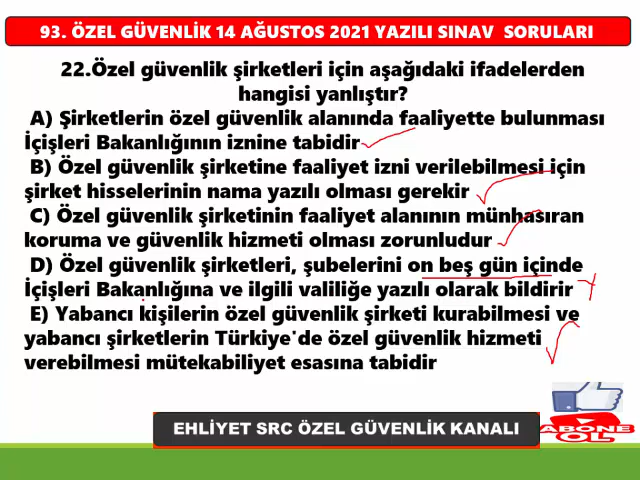 93. ÖZEL GÜVENLİK 14 AĞUSTOS 2021 YAZILI SINAV SORULARI
22.Özel güvenlik şirketleri için aşağıdaki ifadelerden
hangisi yanlıştır?
A) Şirketlerin özel güvenlik alanında faaliyette bulunması
İçişleri Bakanlığının iznine tabidir
B) Özel güvenlik şirketine faaliyet izni verilebilmesi için
şirket hisselerinin nama yazılı olması gerekir
C) Özel güvenlik şirketinin faaliyet alanının münhasıran
koruma ve güvenlik hizmeti olması zorunludur
D) Özel güvenlik şirketleri, şubelerini on beş gün içinde
İçişleri Bakanlığına ve ilgili valiliğe yazılı olarak bildirir
E) Yabancı kişilerin özel güvenlik şirketi kurabilmesi ve
yabancı şirketlerin Türkiye'de özel güvenlik hizmeti
verebilmesi mütekabiliyet esasına tabidir
EHLİYET SRC ÖZEL GÜVENLİK KANALI
ABONE
OL